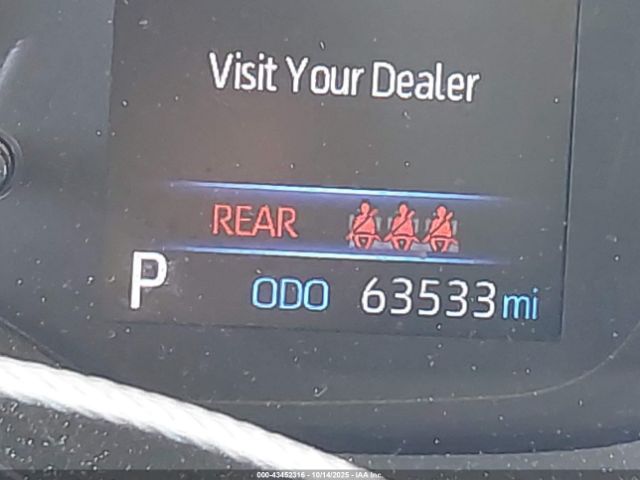 Visit Your Dealer
REAR
P ODO 63533 mi
000-43452316 - 10/14/2025 - IAA Inc.